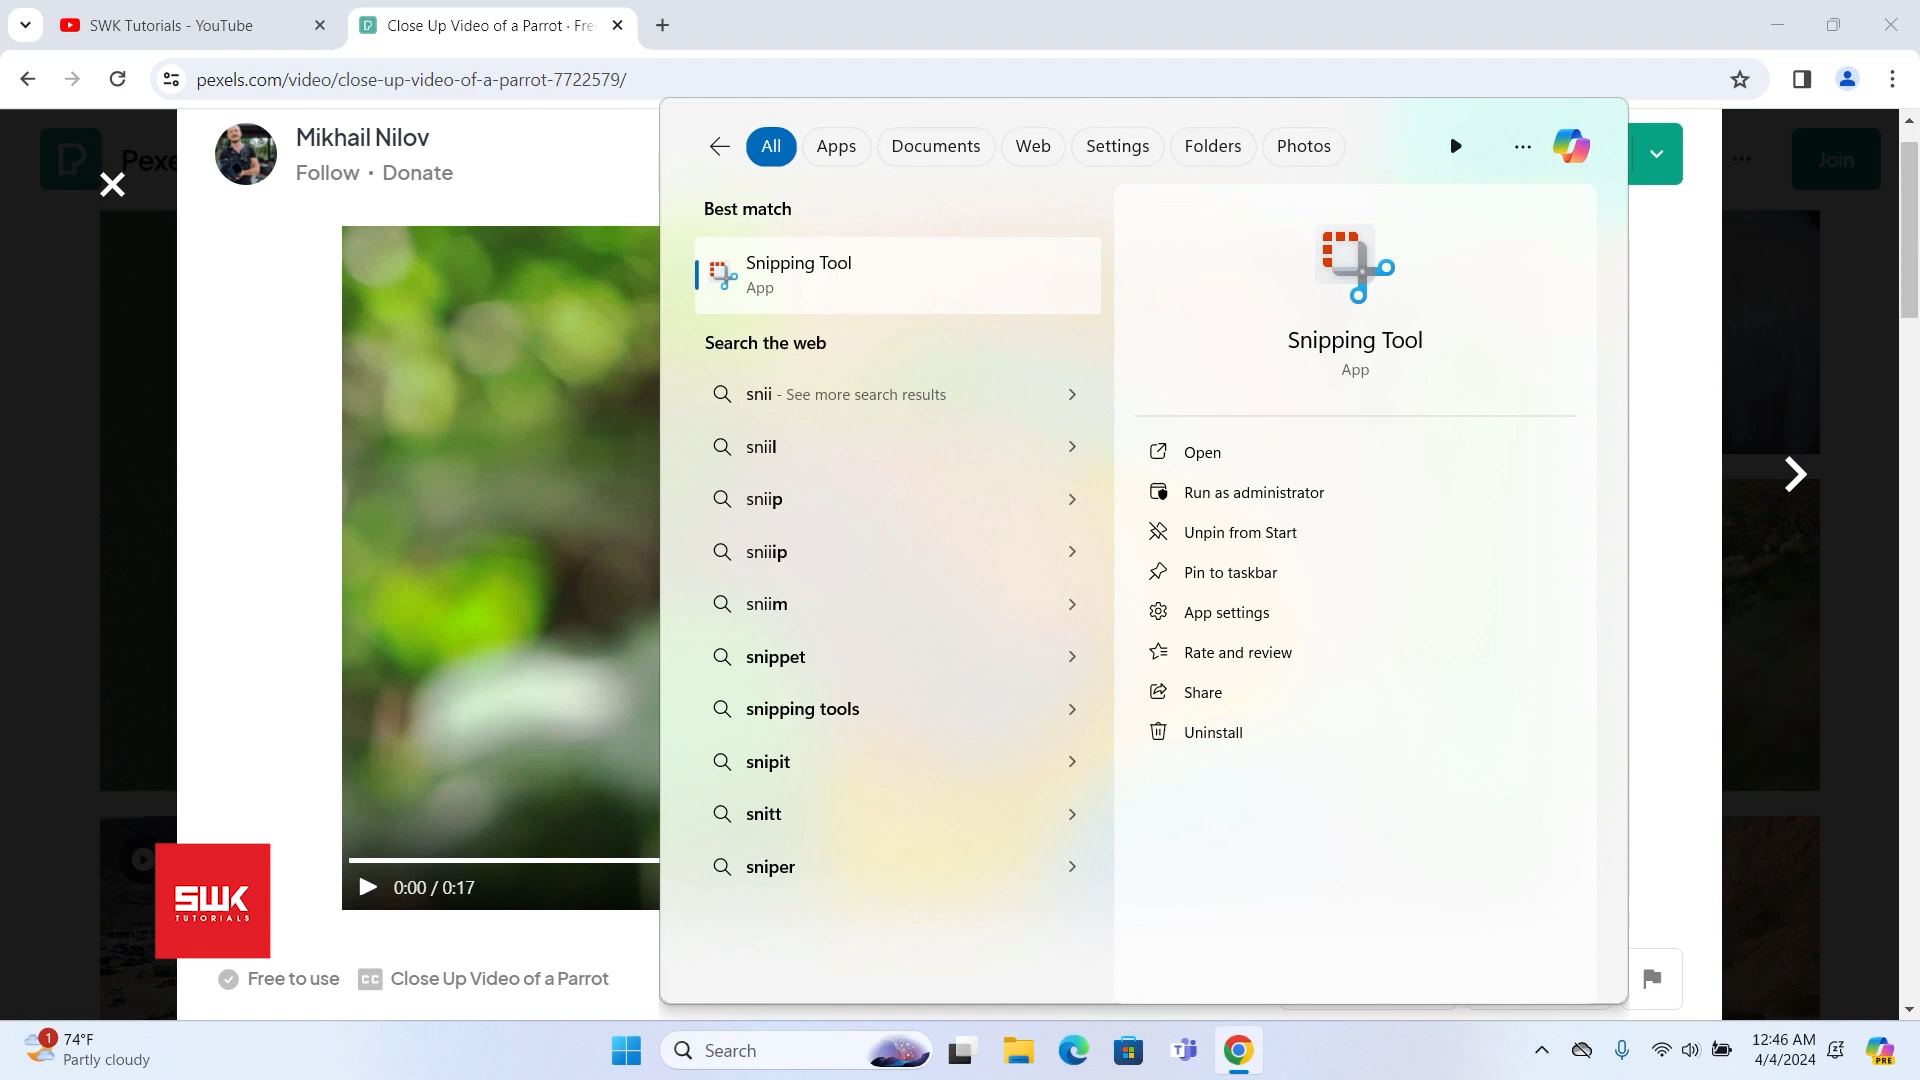 SWK Tutorials - YouTube
Close Up Video of a Parrot · Fre
pexels.com/video/close-up-video-of-a-parrot-7722579/
Pexe
Join
Mikhail Nilov
Follow • Donate
All
Apps
Documents
Web
Settings
Folders
Photos
Best match
Snipping Tool
App
Search the web
snii - See more search results
sniil
sniip
sniiip
sniim
snippet
snipping tools
snipit
snitt
sniper
Snipping Tool
App
Open
Run as administrator
Unpin from Start
Pin to taskbar
App settings
Rate and review
Share
Uninstall
0:00 / 0:17
SWK
TUTORIALS
Free to use
CC
Close Up Video of a Parrot
1
74°F
Partly cloudy
Search
T
12:46 AM
4/4/2024
PRE